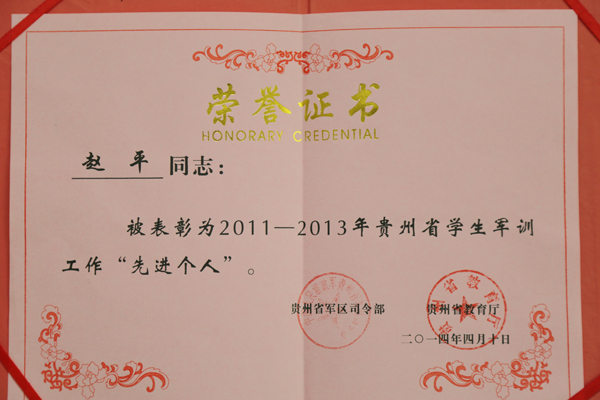 荣誉证书
HONORARY CREDENTIAL
赵 平 同志：
被表彰为2011—2013年贵州省学生军训
工作“先进个人”。
贵州省军区司令部 贵州省教育厅
二〇一四年四月十日